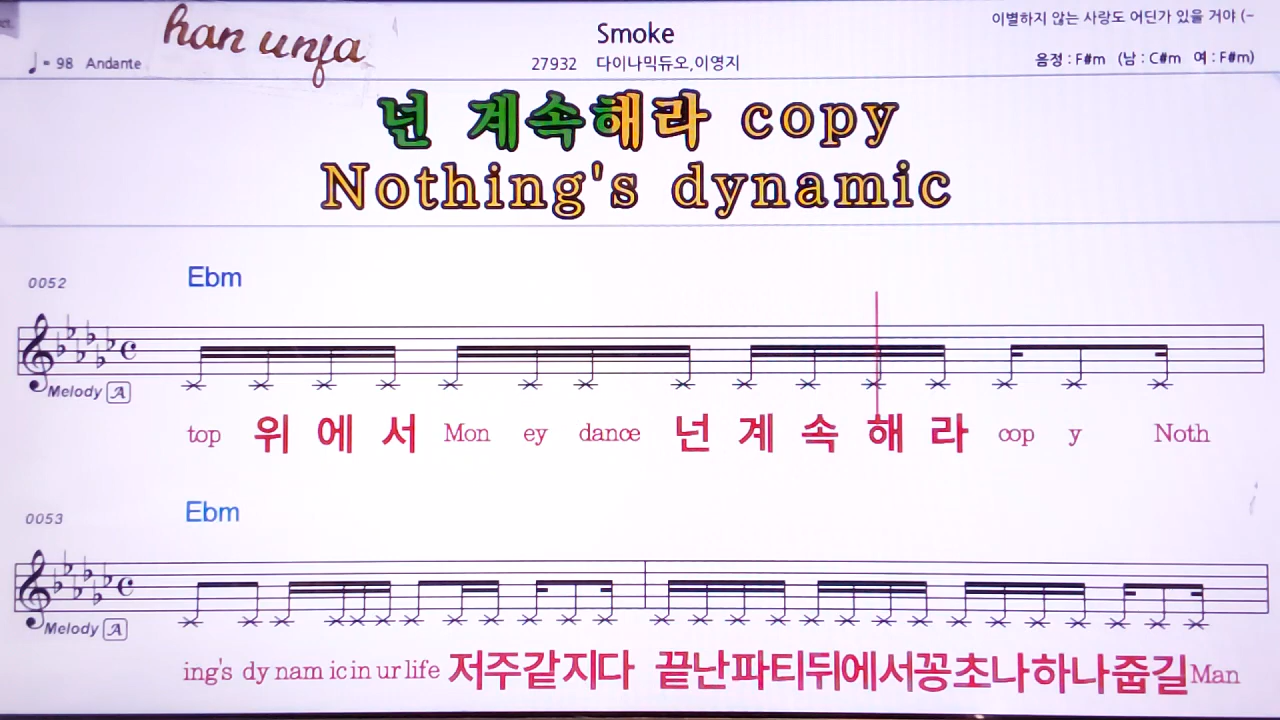 han unfa
Smoke
이별하지 않는 사랑도 어딘가 있을 거야 (-
♩= 98 Andante
27932 다이나믹듀오,이영지
음정 : F#m (남 : C#m 여 : F#m)
넌 계속해라 copy
Nothing's dynamic
0052
Ebm
Melody A
top 위 에 서 Mon ey dance 넌 계 속 해 라 cop y Noth
0053
Ebm
Melody A
ing's dy nam ic in ur life 저주같지다 끝난파티뒤에서꽁초나하나줍길 Man